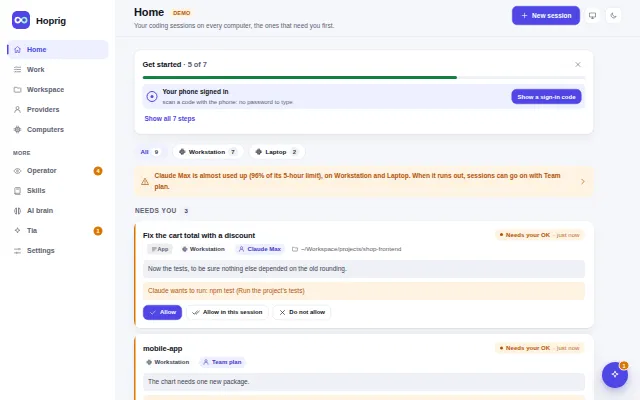 Hoprig
Home
Work
Workspace
Providers
Computers
MORE
Operator 4
Skills
AI brain
Tia 1
Settings
Home DEMO
Your coding sessions on every computer, the ones that need you first.
+ New session
Get started · 5 of 7
Your phone signed in
scan a code with the phone: no password to type
Show a sign-in code
Show all 7 steps
All 9 Workstation 7 Laptop 2
Claude Max is almost used up (96% of its 5-hour limit), on Workstation and Laptop. When it runs out, sessions can go on with Team
plan.
NEEDS YOU 3
Fix the cart total with a discount
Needs your OK · just now
App Workstation Claude Max ~/Workspace/projects/shop-frontend
Now the tests, to be sure nothing else depended on the old rounding.
Claude wants to run: npm test (Run the project's tests)
Allow Allow in this session Do not allow
mobile-app
Needs your OK · just now
Workstation Team plan
The chart needs one new package.
1